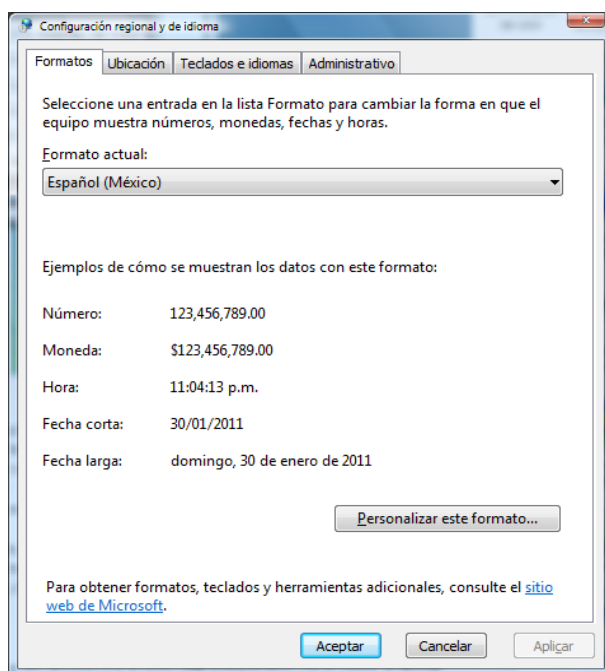 Configuración regional y de idioma
Formatos Ubicación Teclados e idiomas Administrativo
Seleccione una entrada en la lista Formato para cambiar la forma en que el
equipo muestra números, monedas, fechas y horas.
Formato actual:
Español (México)
Ejemplos de cómo se muestran los datos con este formato:
Número: 123,456,789.00
Moneda: $123,456,789.00
Hora: 11:04:13 p.m.
Fecha corta: 30/01/2011
Fecha larga: domingo, 30 de enero de 2011
Personalizar este formato...
Para obtener formatos, teclados y herramientas adicionales, consulte el sitio
web de Microsoft.
Aceptar Cancelar Aplicar